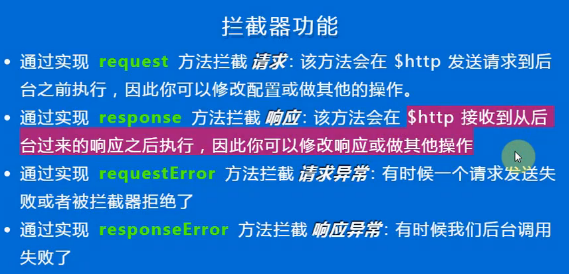 拦截器功能
• 通过实现 request 方法拦截 请求: 该方法会在 $http 发送请求到后
台之前执行，因此你可以修改配置或做其他的操作。
• 通过实现 response 方法拦截 响应: 该方法会在 $http 接收到从后
台过来的响应之后执行，因此你可以修改响应或做其他操作
• 通过实现 requestError 方法拦截 请求异常: 有时候一个请求发送失
败或者被拦截器拒绝了
• 通过实现 responseError 方法拦截 响应异常: 有时候我们后台调用
失败了